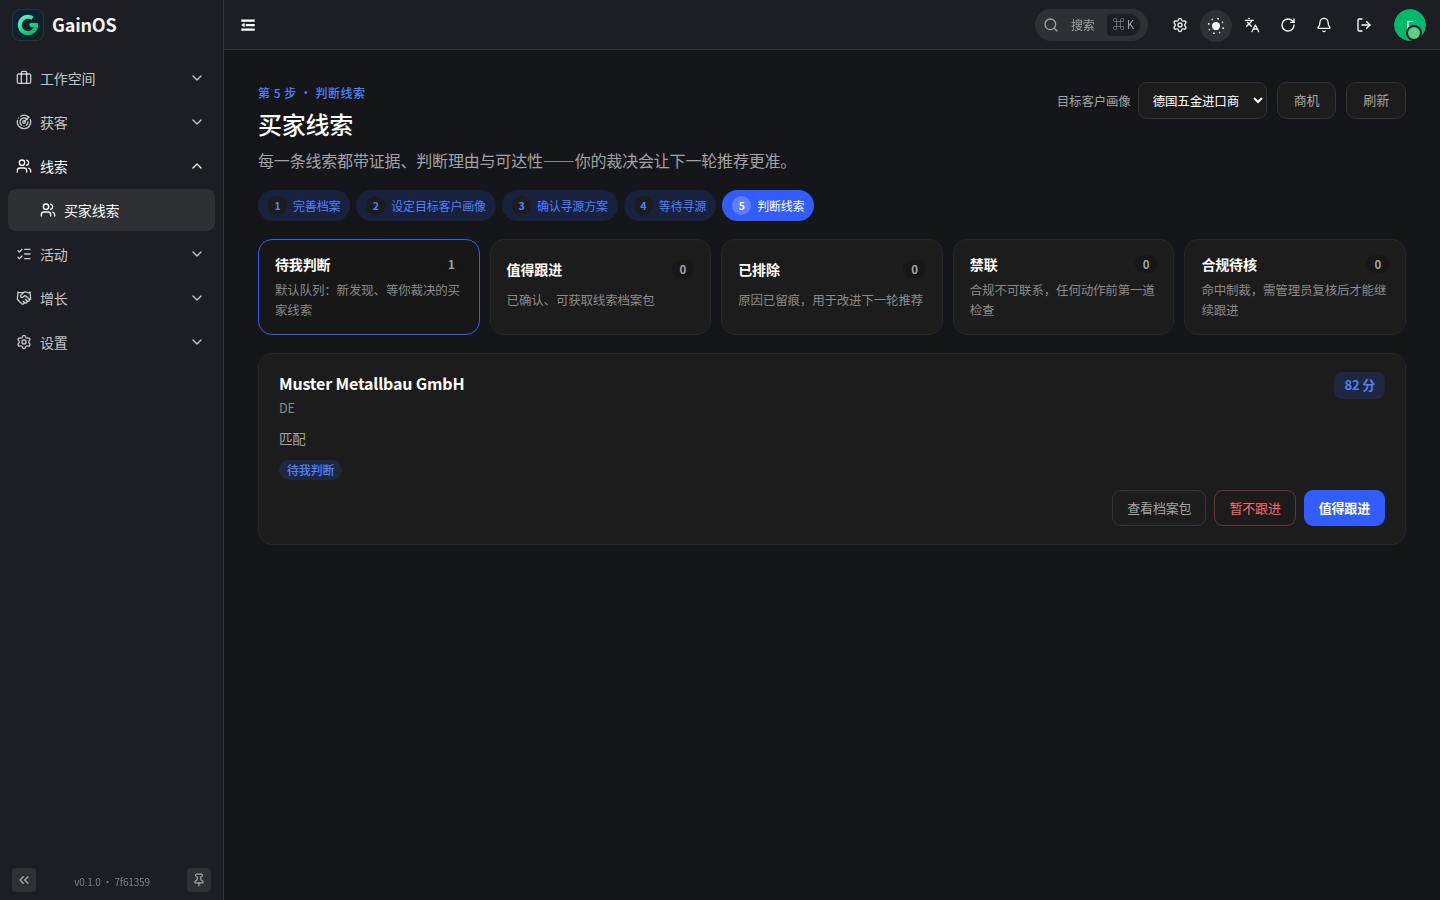 GainOS
搜索
⌘ K
工作空间
获客
线索
买家线索
活动
增长
设置
v0.1.0 • 7f61359
第 5 步 • 判断线索
买家线索
每一条线索都带证据、判断理由与可达性——你的裁决会让下一轮推荐更准。
目标客户画像
德国五金进口商
商机
刷新
1 完善档案
2 设定目标客户画像
3 确认寻源方案
4 等待寻源
5 判断线索
待我判断 1
默认队列：新发现、等你裁决的买
家线索
值得跟进 0
已确认、可获取线索档案包
已排除 0
原因已留痕，用于改进下一轮推荐
禁联 0
合规不可联系，任何动作前第一道
检查
合规待核 0
命中制裁，需管理员复核后才能继
续跟进
Muster Metallbau GmbH
82 分
DE
匹配
待我判断
查看档案包
暂不跟进
值得跟进